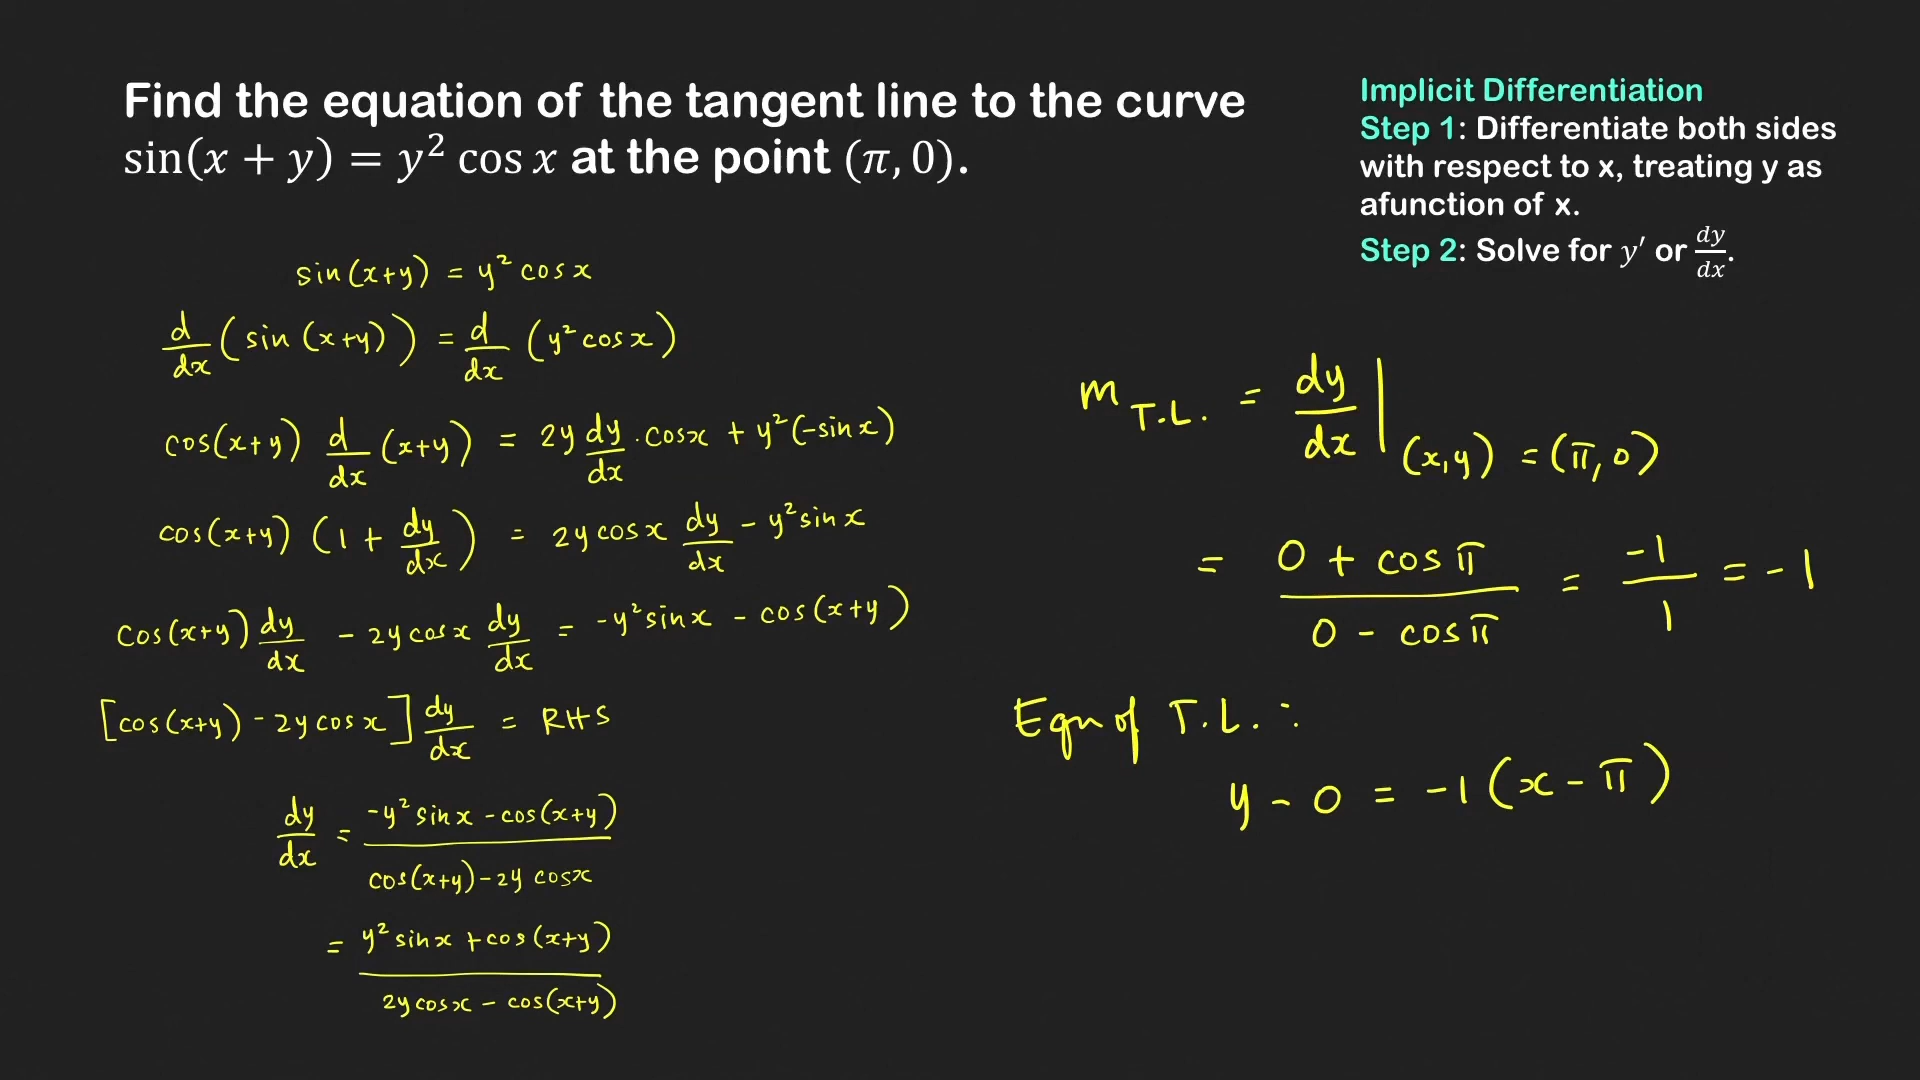 Find the equation of the tangent line to the curve
sin(x + y) = y² cos x at the point (π, 0).
Implicit Differentiation
Step 1: Differentiate both sides
with respect to x, treating y as
afunction of x.
Step 2: Solve for y′ or dy/dx.
sin(x+y) = y² cos x
d/dx (sin (x+y)) = d/dx (y² cos x)
cos(x+y) d/dx (x+y) = 2y dy/dx · cosx + y² (-sin x)
cos(x+y) (1 + dy/dx) = 2y cos x dy/dx - y² sin x
cos(x+y) dy/dx - 2y cos x dy/dx = -y² sin x - cos(x+y)
[cos(x+y) - 2y cos x] dy/dx = RHS
dy/dx = (-y² sin x - cos(x+y))/(cos(x+y) - 2y cosx)
= (y² sin x + cos(x+y))/(2y cos x - cos(x+y))
m T.L. = dy/dx | (x,y) = (π, 0)
= (0 + cos π)/(0 - cos π) = -1/1 = -1
Eqn of T.L. :
y - 0 = -1 (x - π)